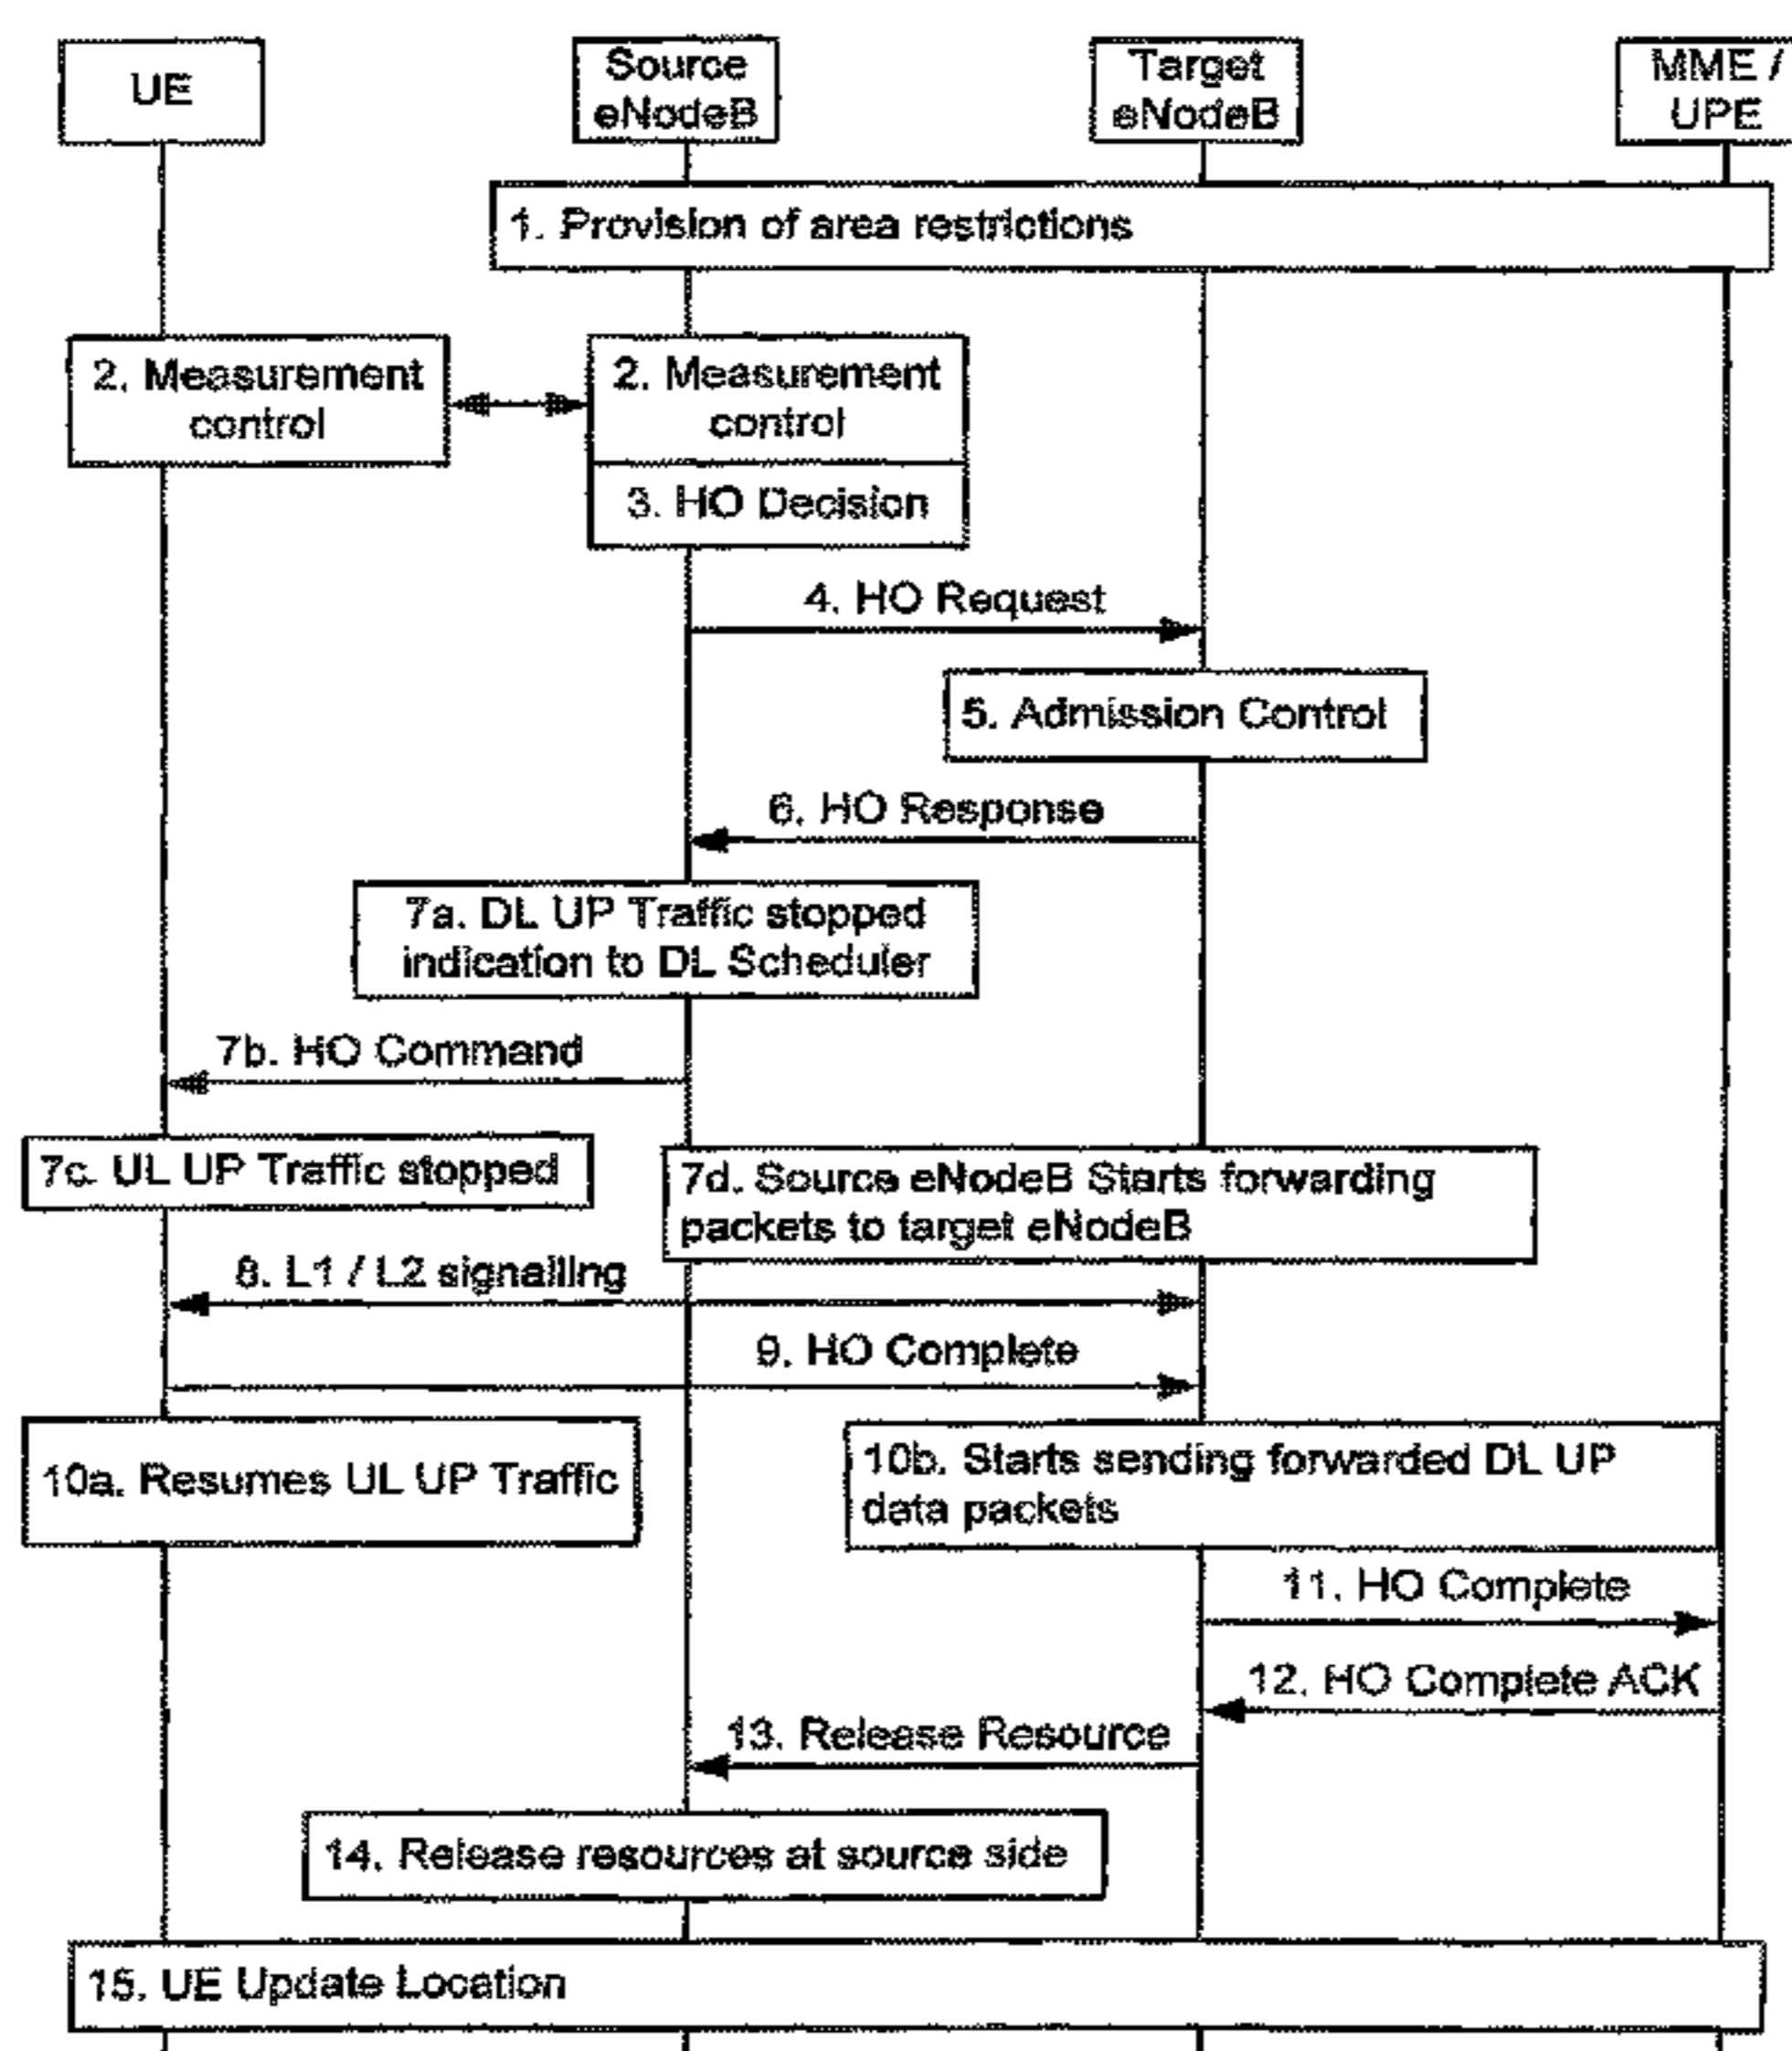 UE
Source
eNodeB
Target
eNodeB
MME /
UPE
1. Provision of area restrictions
2. Measurement
control
2. Measurement
control
3. HO Decision
4. HO Request
5. Admission Control
6. HO Response
7a. DL UP Traffic stopped
indication to DL Scheduler
7b. HO Command
7c. UL UP Traffic stopped
7d. Source eNodeB Starts forwarding
packets to target eNodeB
8. L1 / L2 signalling
9. HO Complete
10a. Resumes UL UP Traffic
10b. Starts sending forwarded DL UP
data packets
11. HO Complete
12. HO Complete ACK
13. Release Resource
14. Release resources at source side
15. UE Update Location